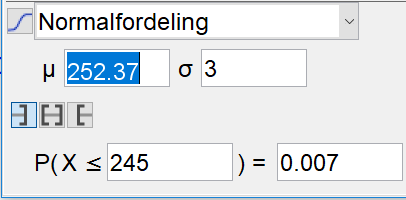 Normalfordeling
μ 252.37 σ 3
P( X ≤ 245 ) = 0.007